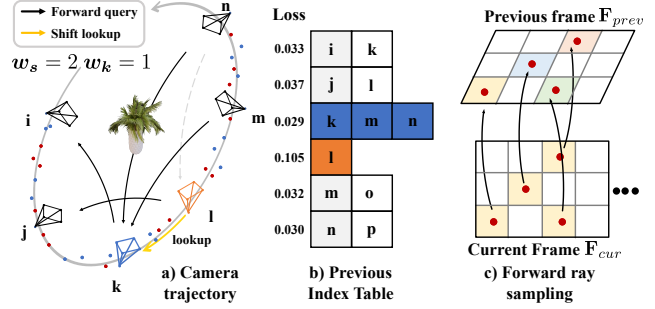 Forward query
Shift lookup
w_s = 2 w_k = 1
n
i
m
l
j
lookup
k
a) Camera
trajectory
Loss
0.033 i k
0.037 j l
0.029 k m n
0.105 l
0.032 m o
0.030 n p
b) Previous
Index Table
Previous frame F_prev
Current Frame F_cur
c) Forward ray
sampling